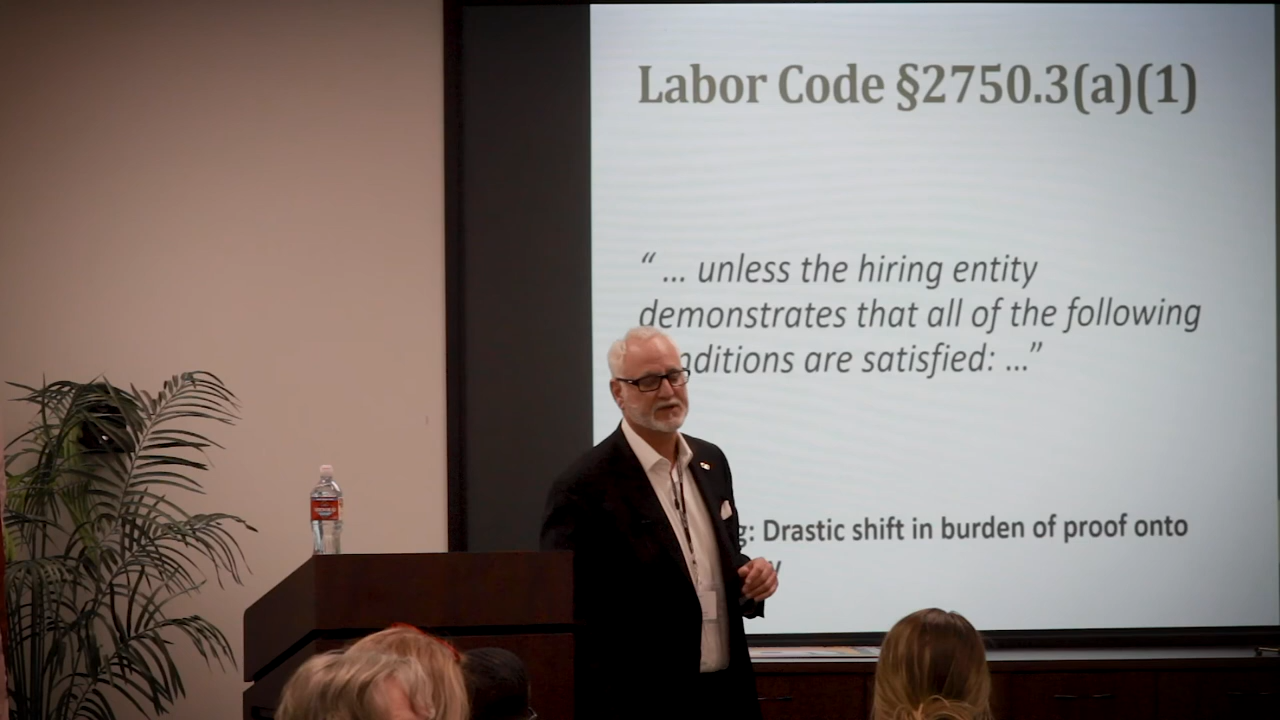 Labor Code §2750.3(a)(1)
“ ... unless the hiring entity
demonstrates that all of the following
nditions are satisfied: ...”
g: Drastic shift in burden of proof onto
y